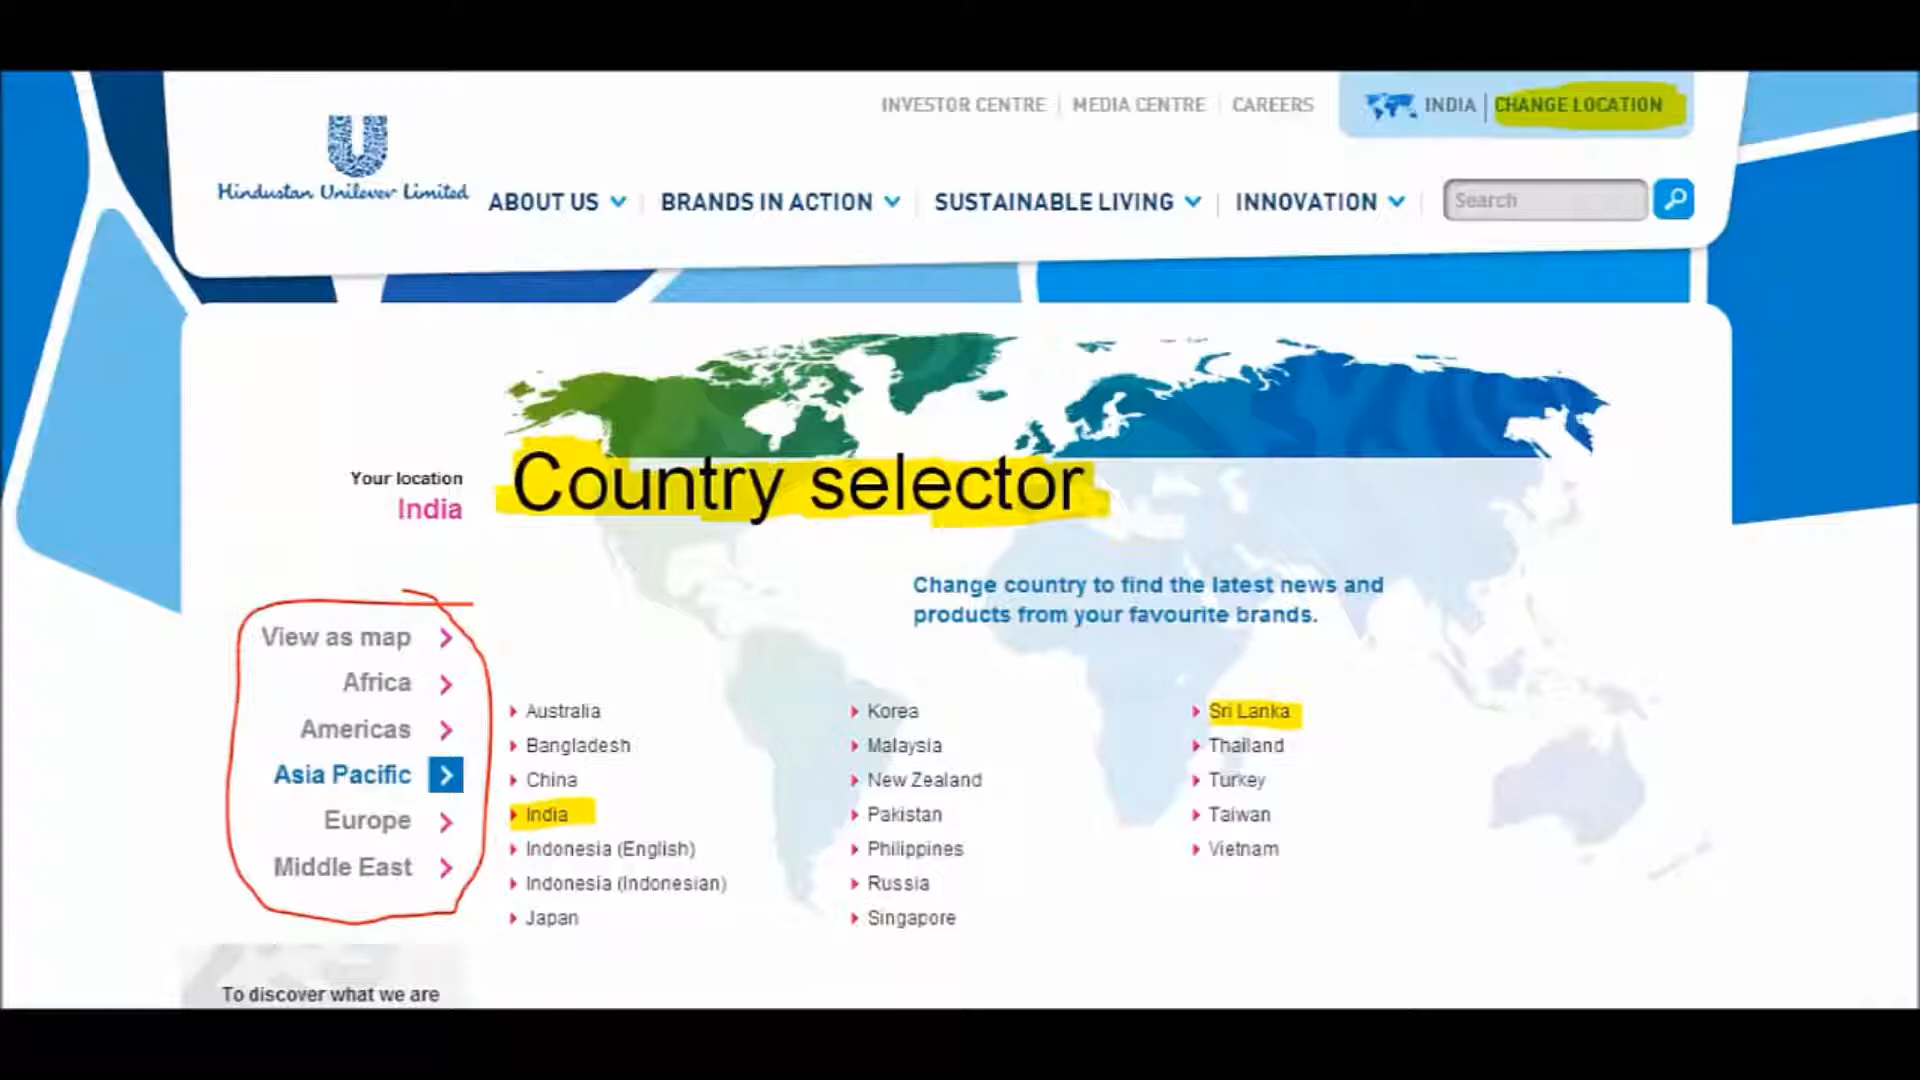 INVESTOR CENTRE | MEDIA CENTRE | CAREERS
INDIA | CHANGE LOCATION
Hindustan Unilever Limited
ABOUT US | BRANDS IN ACTION | SUSTAINABLE LIVING | INNOVATION
Search
Your location
India
Country selector
Change country to find the latest news and
products from your favourite brands.
View as map
Africa
Americas
Asia Pacific
Europe
Middle East
Australia
Bangladesh
China
India
Indonesia (English)
Indonesia (Indonesian)
Japan
Korea
Malaysia
New Zealand
Pakistan
Philippines
Russia
Singapore
Sri Lanka
Thailand
Turkey
Taiwan
Vietnam
To discover what we are